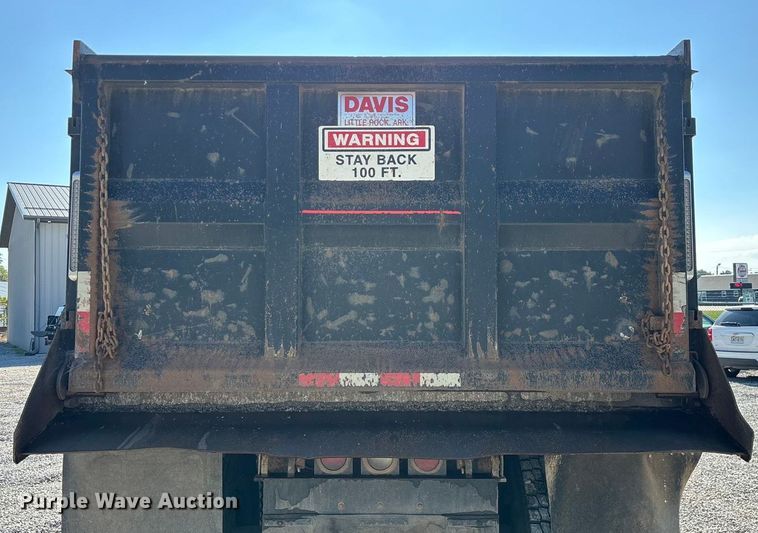 DAVIS
LITTLE ROCK, ARK.
WARNING
STAY BACK
100 FT.
Purple Wave Auction